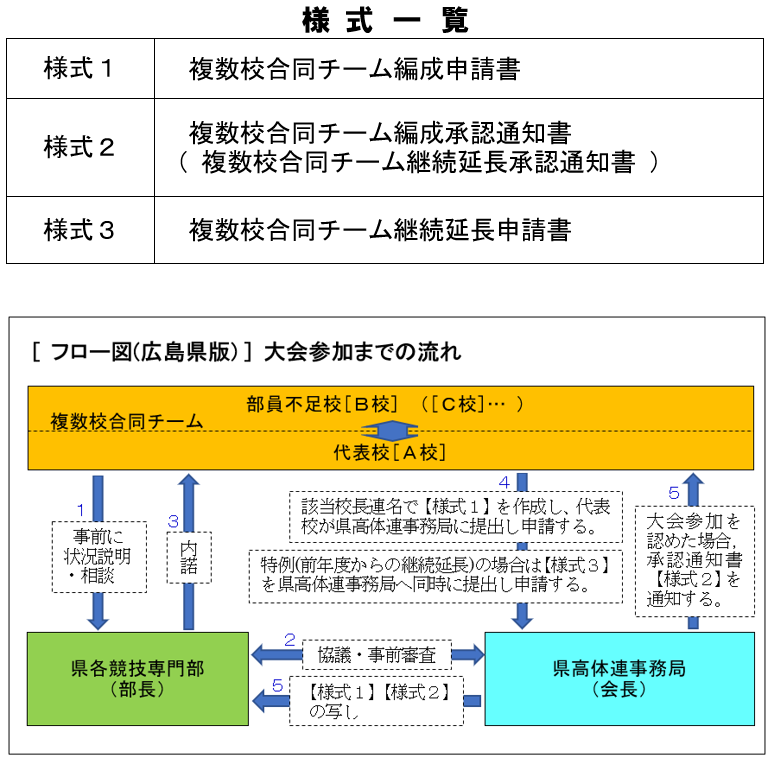 様 式 一 覧
様式１
複数校合同チーム編成申請書
様式２
複数校合同チーム編成承認通知書
（ 複数校合同チーム継続延長承認通知書 ）
様式３
複数校合同チーム継続延長申請書
［ フロー図(広島県版) ］ 大会参加までの流れ
部員不足校［Ｂ校］ （［Ｃ校］… ）
複数校合同チーム
代表校［Ａ校］
1
事前に
状況説明
・相談
3
内
諾
4
該当校長連名で【様式１】を作成し、代表
校が県高体連事務局に提出し申請する。
特例(前年度からの継続延長)の場合は【様式３】
を県高体連事務局へ同時に提出し申請する。
5
大会参加を
認めた場合,
承認通知書
【様式２】を
通知する。
県各競技専門部
（部長）
2
協議・事前審査
5
【様式１】【様式２】
の写し
県高体連事務局
（会長）